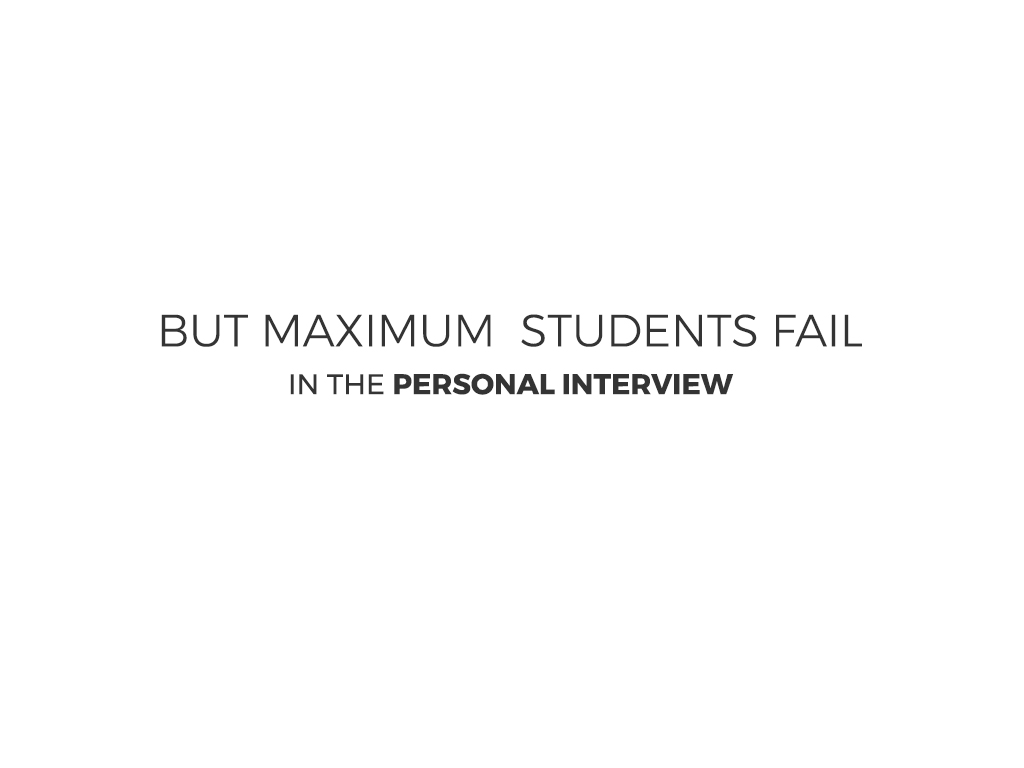 BUT MAXIMUM  STUDENTS FAIL
IN THE PERSONAL INTERVIEW